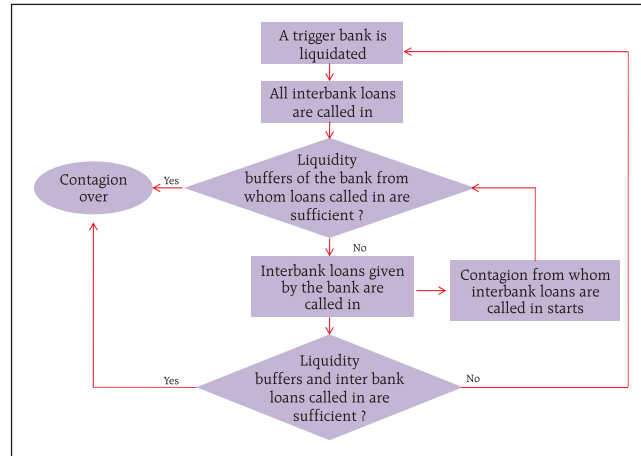 A trigger bank is
liquidated
All interbank loans
are called in
Liquidity
buffers of the bank from
whom loans called in are
sufficient ?
Yes
Contagion
over
No
Interbank loans given
by the bank are
called in
Contagion from whom
interbank loans are
called in starts
Liquidity
buffers and inter bank
loans called in are
sufficient ?
Yes
No